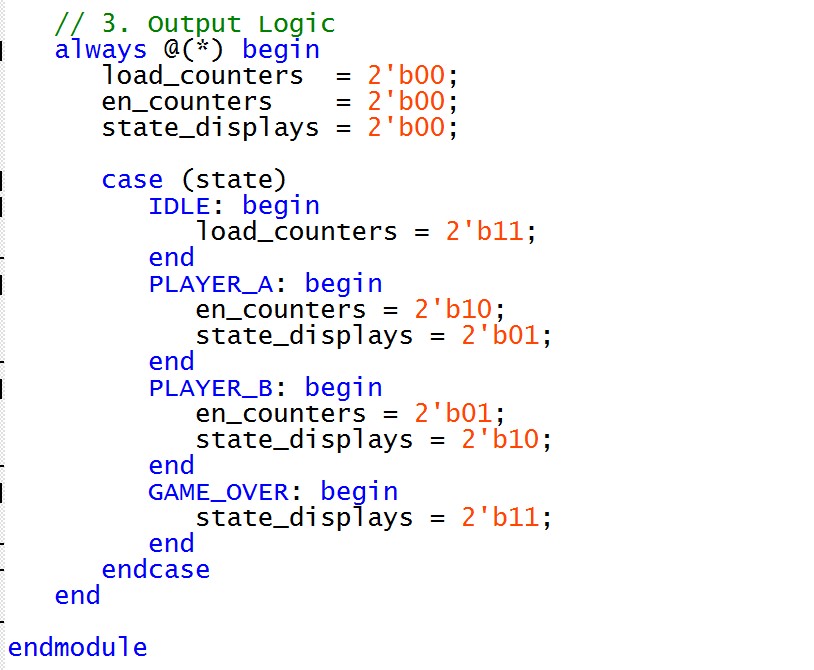 // 3. Output Logic
always @(*) begin
load_counters = 2'b00;
en_counters = 2'b00;
state_displays = 2'b00;
case (state)
IDLE: begin
load_counters = 2'b11;
end
PLAYER_A: begin
en_counters = 2'b10;
state_displays = 2'b01;
end
PLAYER_B: begin
en_counters = 2'b01;
state_displays = 2'b10;
end
GAME_OVER: begin
state_displays = 2'b11;
end
endcase
end
endmodule